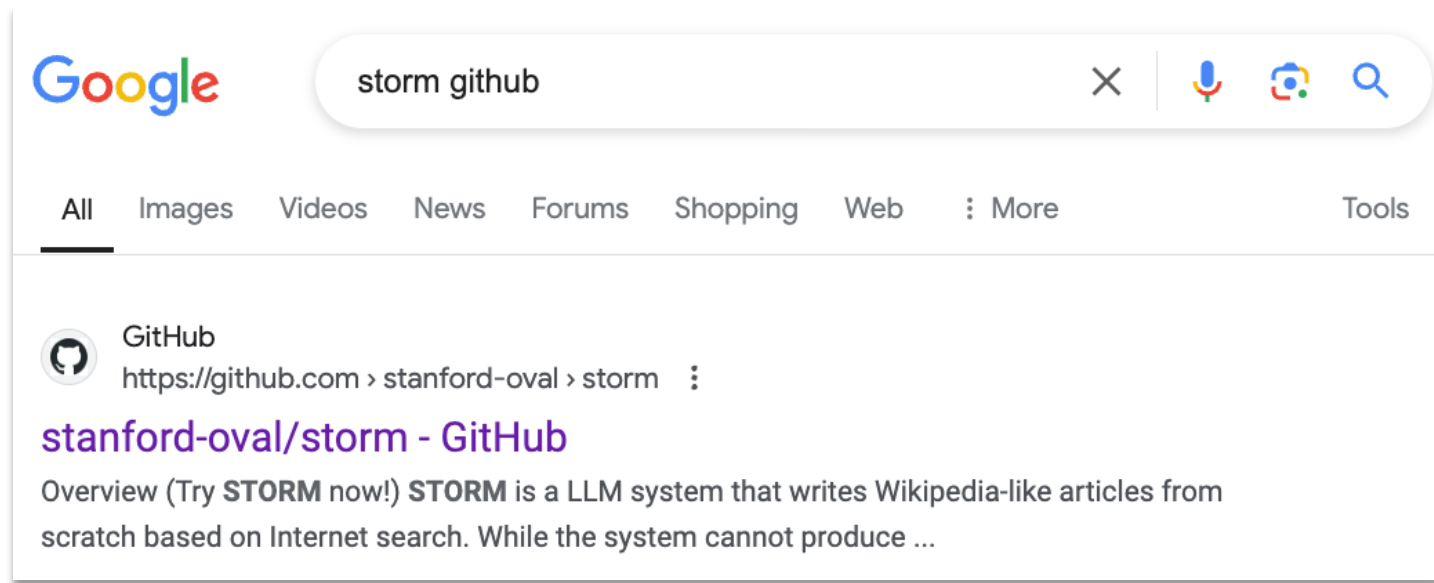 Google
storm github
All Images Videos News Forums Shopping Web More Tools
GitHub
https://github.com › stanford-oval › storm
stanford-oval/storm - GitHub
Overview (Try STORM now!) STORM is a LLM system that writes Wikipedia-like articles from
scratch based on Internet search. While the system cannot produce ...